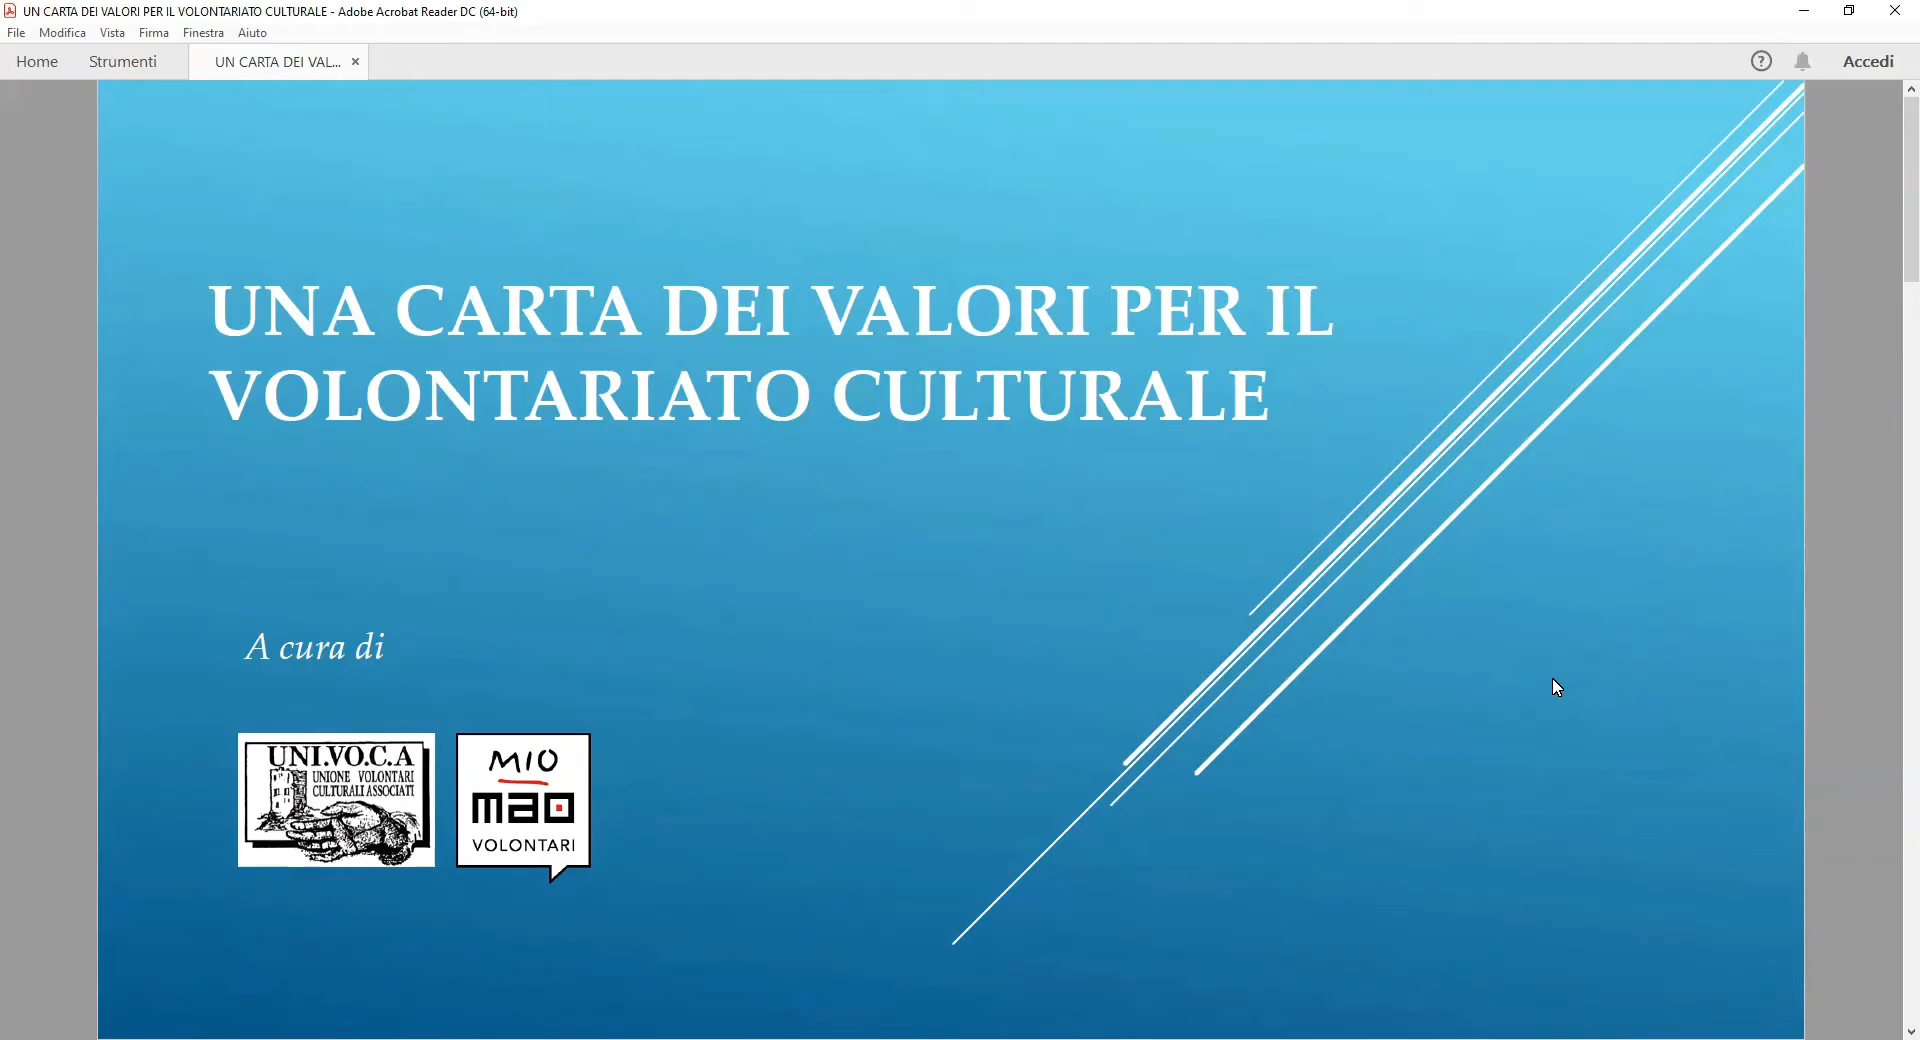 UN CARTA DEI VALORI PER IL VOLONTARIATO CULTURALE - Adobe Acrobat Reader DC (64-bit)
File Modifica Vista Firma Finestra Aiuto
Home Strumenti UN CARTA DEI VAL... × ? Accedi
UNA CARTA DEI VALORI PER IL
VOLONTARIATO CULTURALE
A cura di
UNI.VO.C.A
UNIONE VOLONTARI
CULTURALI ASSOCIATI
MIO
mao
VOLONTARI